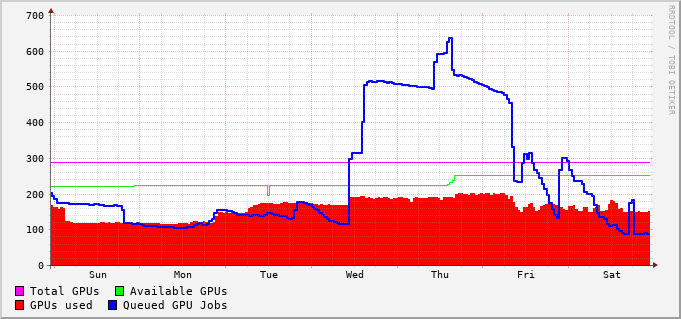 700
600
500
400
300
200
100
0
Sun Mon Tue Wed Thu Fri Sat
RRDTOOL / TOBI OETIKER
Total GPUs Available GPUs
GPUs used Queued GPU Jobs